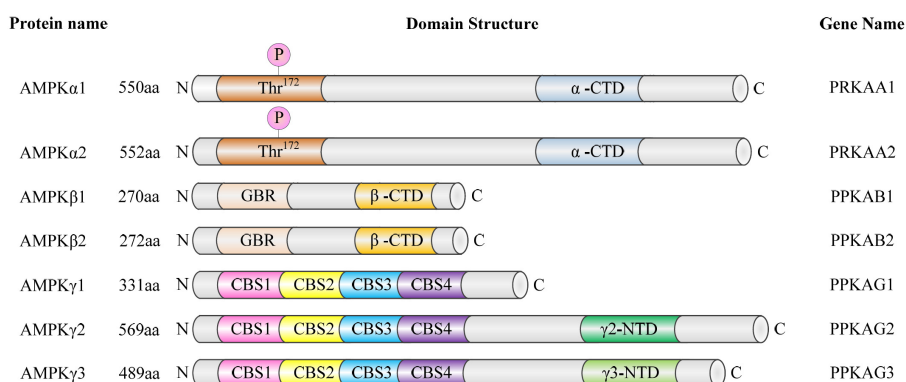 Protein name Domain Structure Gene Name
P
AMPKα1 550aa N Thr172 α -CTD C PRKAA1
P
AMPKα2 552aa N Thr172 α -CTD C PRKAA2
AMPKβ1 270aa N GBR β -CTD C PPKAB1
AMPKβ2 272aa N GBR β -CTD C PPKAB2
AMPKγ1 331aa N CBS1 CBS2 CBS3 CBS4 C PPKAG1
AMPKγ2 569aa N CBS1 CBS2 CBS3 CBS4 γ2-NTD C PPKAG2
AMPKγ3 489aa N CBS1 CBS2 CBS3 CBS4 γ3-NTD C PPKAG3